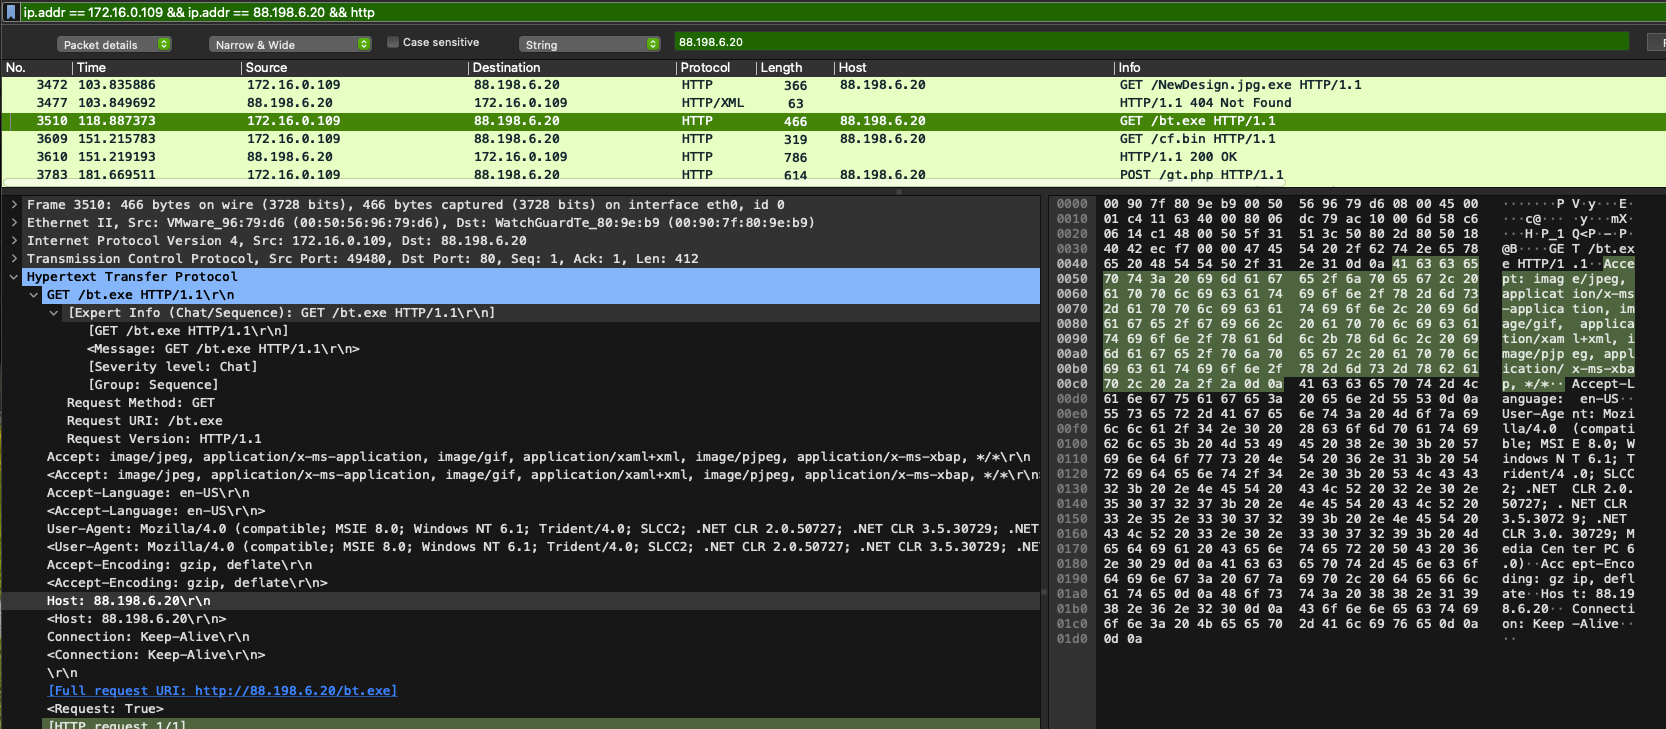 ip.addr == 172.16.0.109 && ip.addr == 88.198.6.20 && http
Packet details Narrow & Wide Case sensitive String 88.198.6.20
No. Time Source Destination Protocol Length Host Info
3472 103.835886 172.16.0.109 88.198.6.20 HTTP 366 88.198.6.20 GET /NewDesign.jpg.exe HTTP/1.1
3477 103.849692 88.198.6.20 172.16.0.109 HTTP/XML 63 HTTP/1.1 404 Not Found
3510 118.887373 172.16.0.109 88.198.6.20 HTTP 466 88.198.6.20 GET /bt.exe HTTP/1.1
3609 151.215783 172.16.0.109 88.198.6.20 HTTP 319 88.198.6.20 GET /cf.bin HTTP/1.1
3610 151.219193 88.198.6.20 172.16.0.109 HTTP 786 HTTP/1.1 200 OK
3783 181.669511 172.16.0.109 88.198.6.20 HTTP 614 88.198.6.20 POST /gt.php HTTP/1.1
Frame 3510: 466 bytes on wire (3728 bits), 466 bytes captured (3728 bits) on interface eth0, id 0
Ethernet II, Src: VMware_96:79:d6 (00:50:56:96:79:d6), Dst: WatchGuardTe_80:9e:b9 (00:90:7f:80:9e:b9)
Internet Protocol Version 4, Src: 172.16.0.109, Dst: 88.198.6.20
Transmission Control Protocol, Src Port: 49480, Dst Port: 80, Seq: 1, Ack: 1, Len: 412
Hypertext Transfer Protocol
GET /bt.exe HTTP/1.1\r\n
[Expert Info (Chat/Sequence): GET /bt.exe HTTP/1.1\r\n]
[GET /bt.exe HTTP/1.1\r\n]
<Message: GET /bt.exe HTTP/1.1\r\n>
[Severity level: Chat]
[Group: Sequence]
Request Method: GET
Request URI: /bt.exe
Request Version: HTTP/1.1
Accept: image/jpeg, application/x-ms-application, image/gif, application/xaml+xml, image/pjpeg, application/x-ms-xbap, */*\r\n
<Accept: image/jpeg, application/x-ms-application, image/gif, application/xaml+xml, image/pjpeg, application/x-ms-xbap, */*\r\n
Accept-Language: en-US\r\n
<Accept-Language: en-US\r\n>
User-Agent: Mozilla/4.0 (compatible; MSIE 8.0; Windows NT 6.1; Trident/4.0; SLCC2; .NET CLR 2.0.50727; .NET CLR 3.5.30729; .NET
<User-Agent: Mozilla/4.0 (compatible; MSIE 8.0; Windows NT 6.1; Trident/4.0; SLCC2; .NET CLR 2.0.50727; .NET CLR 3.5.30729; .NE
Accept-Encoding: gzip, deflate\r\n
<Accept-Encoding: gzip, deflate\r\n>
Host: 88.198.6.20\r\n
<Host: 88.198.6.20\r\n>
Connection: Keep-Alive\r\n
<Connection: Keep-Alive\r\n>
\r\n
[Full request URI: http://88.198.6.20/bt.exe]
<Request: True>
[HTTP request 1/1]
0000 00 90 7f 80 9e b9 00 50 56 96 79 d6 08 00 45 00 ·······P V·y···E·
0010 01 c4 11 63 40 00 80 06 dc 79 ac 10 00 6d 58 c6 ···c@··· ·y···mX·
0020 06 14 c1 48 00 50 5f 31 51 3c 50 80 2d 80 50 18 ···H·P_1 Q<P·-·P·
0030 40 42 ec f7 00 00 47 45 54 20 2f 62 74 2e 65 78 @B····GE T /bt.ex
0040 65 20 48 54 54 50 2f 31 2e 31 0d 0a 41 63 63 65 e HTTP/1 .1··Acce
0050 70 74 3a 20 69 6d 61 67 65 2f 6a 70 65 67 2c 20 pt: imag e/jpeg,
0060 61 70 70 6c 69 63 61 74 69 6f 6e 2f 78 2d 6d 73 applicat ion/x-ms
0070 2d 61 70 70 6c 69 63 61 74 69 6f 6e 2c 20 69 6d -applica tion, im
0080 61 67 65 2f 67 69 66 2c 20 61 70 70 6c 69 63 61 age/gif, applica
0090 74 69 6f 6e 2f 78 61 6d 6c 2b 78 6d 6c 2c 20 69 tion/xam l+xml, i
00a0 6d 61 67 65 2f 70 6a 70 65 67 2c 20 61 70 70 6c mage/pjp eg, appl
00b0 69 63 61 74 69 6f 6e 2f 78 2d 6d 73 2d 78 62 61 ication/ x-ms-xba
00c0 70 2c 20 2a 2f 2a 0d 0a 41 63 63 65 70 74 2d 4c p, */*·· Accept-L
00d0 61 6e 67 75 61 67 65 3a 20 65 6e 2d 55 53 0d 0a anguage: en-US··
00e0 55 73 65 72 2d 41 67 65 6e 74 3a 20 4d 6f 7a 69 User-Age nt: Mozi
00f0 6c 6c 61 2f 34 2e 30 20 28 63 6f 6d 70 61 74 69 lla/4.0 (compati
0100 62 6c 65 3b 20 4d 53 49 45 20 38 2e 30 3b 20 57 ble; MSI E 8.0; W
0110 69 6e 64 6f 77 73 20 4e 54 20 36 2e 31 3b 20 54 indows N T 6.1; T
0120 72 69 64 65 6e 74 2f 34 2e 30 3b 20 53 4c 43 43 rident/4 .0; SLCC
0130 32 3b 20 2e 4e 45 54 20 43 4c 52 20 32 2e 30 2e 2; .NET CLR 2.0.
0140 35 30 37 32 37 3b 20 2e 4e 45 54 20 43 4c 52 20 50727; . NET CLR
0150 33 2e 35 2e 33 30 37 32 39 3b 20 2e 4e 45 54 20 3.5.3072 9; .NET
0160 43 4c 52 20 33 2e 30 2e 33 30 37 32 39 3b 20 4d CLR 3.0. 30729; M
0170 65 64 69 61 20 43 65 6e 74 65 72 20 50 43 20 36 edia Cen ter PC 6
0180 2e 30 29 0d 0a 41 63 63 65 70 74 2d 45 6e 63 6f .0)··Acc ept-Enco
0190 64 69 6e 67 3a 20 67 7a 69 70 2c 20 64 65 66 6c ding: gz ip, defl
01a0 61 74 65 0d 0a 48 6f 73 74 3a 20 38 38 2e 31 39 ate··Hos t: 88.19
01b0 38 2e 36 2e 32 30 0d 0a 43 6f 6e 6e 65 63 74 69 8.6.20·· Connecti
01c0 6f 6e 3a 20 4b 65 65 70 2d 41 6c 69 76 65 0d 0a on: Keep -Alive··
01d0 0d 0a ··